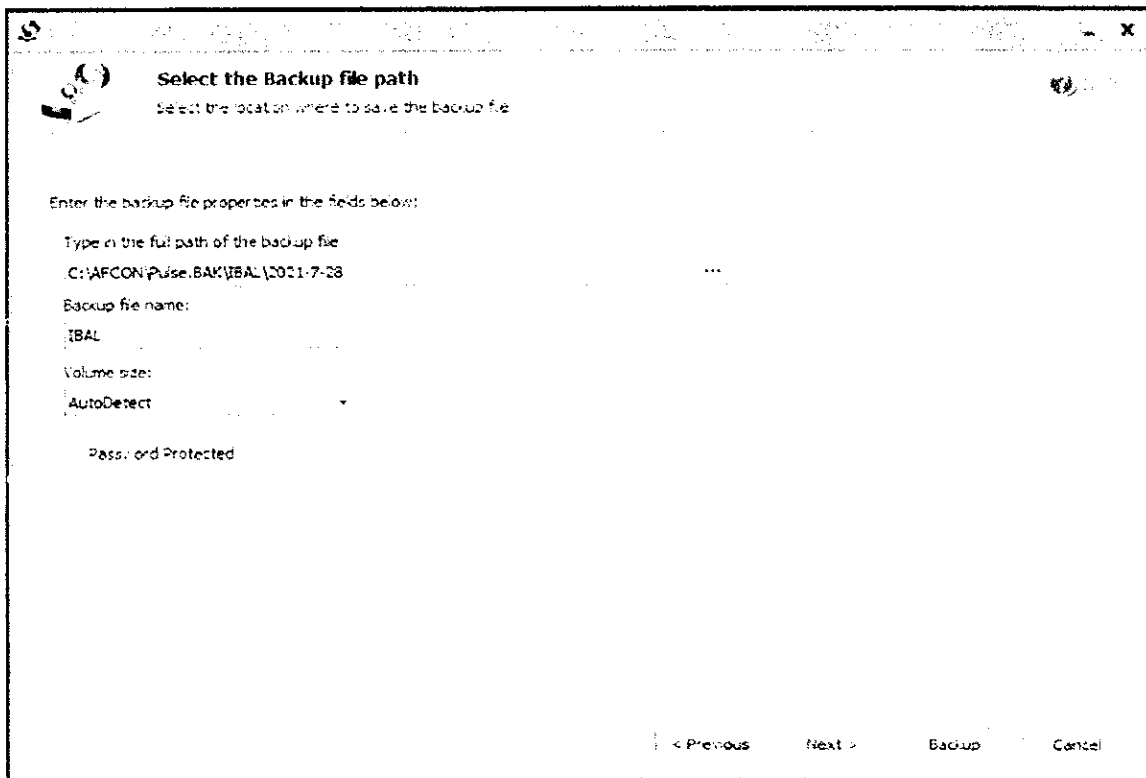 Select the Backup file path
Select the location where to save the backup file
Enter the backup file properties in the fields below:
Type in the full path of the backup file
C:\AFCON\Pulse.BAK\IBAL\2021-7-28
...
Backup file name:
IBAL
Volume size:
AutoDetect
Password Protected
< Previous Next > Backup Cancel